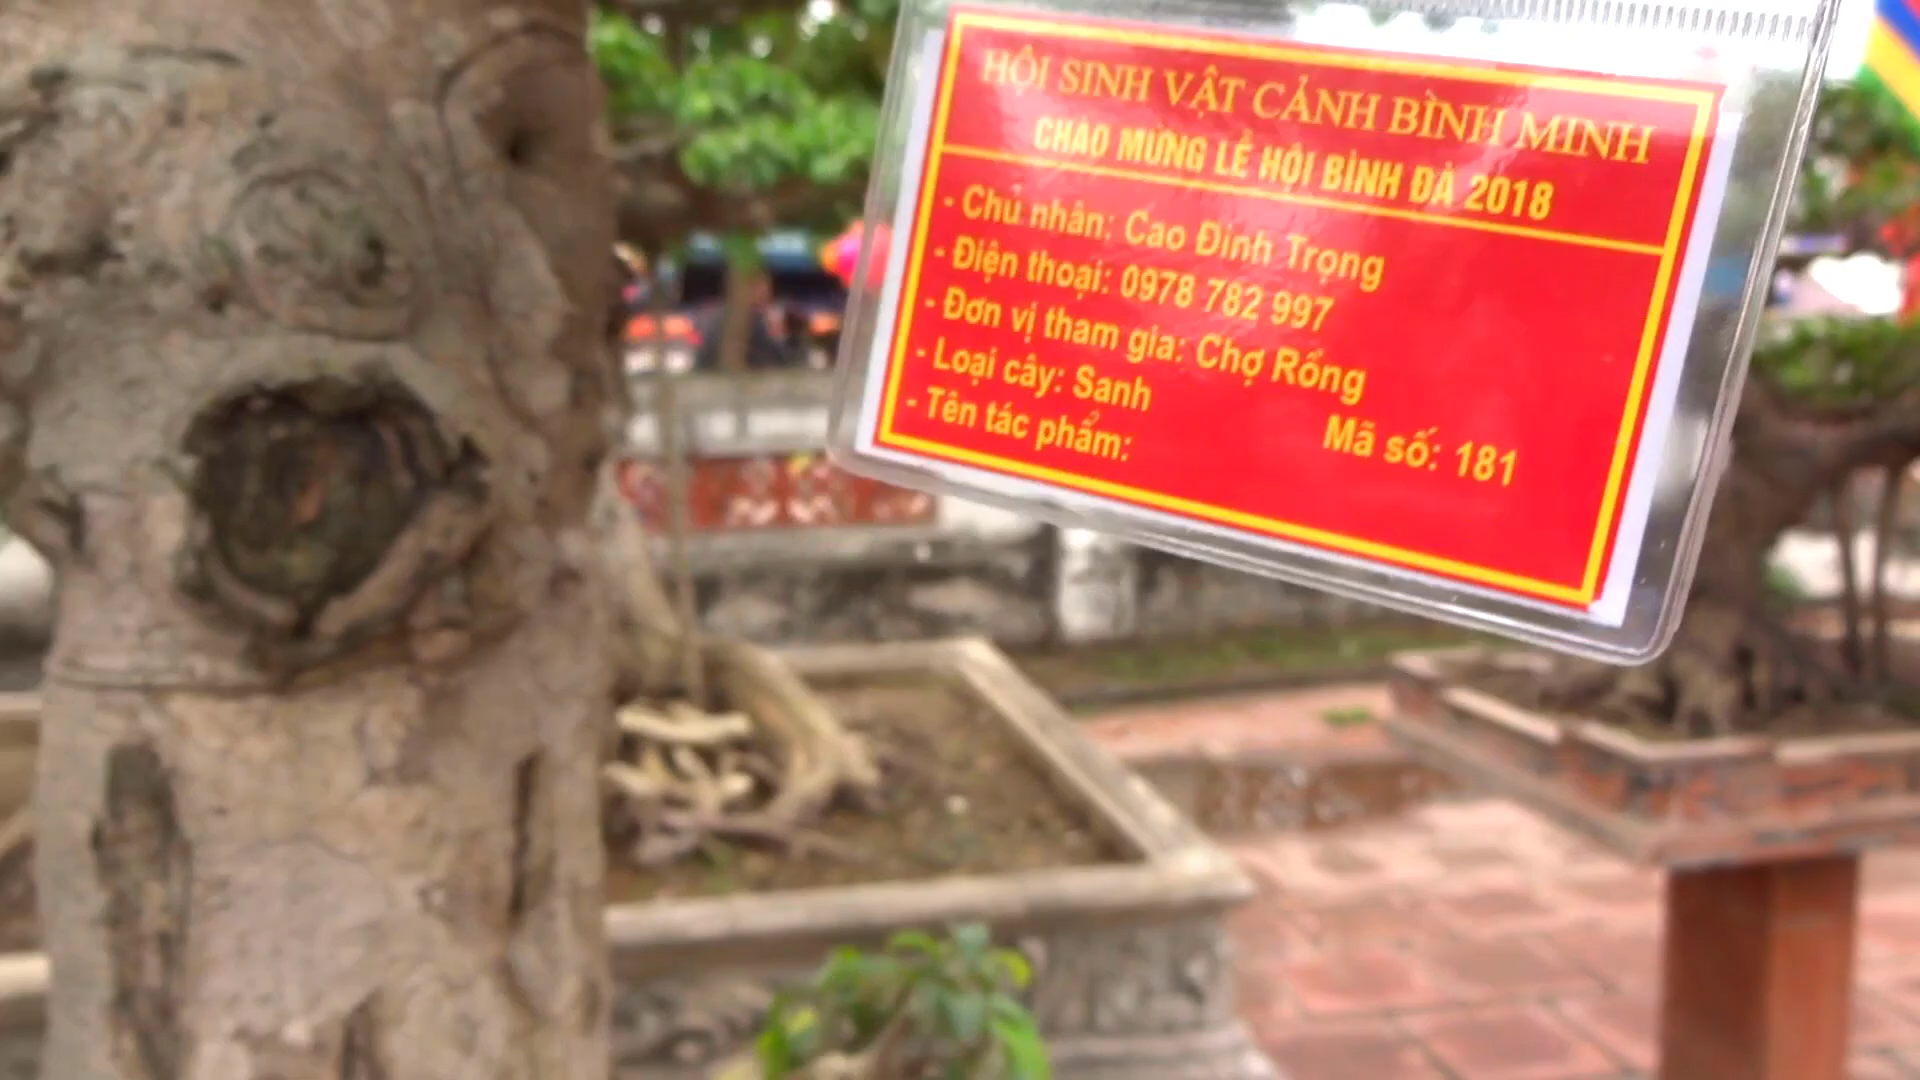 HỘI SINH VẬT CẢNH BÌNH MINH
CHÀO MỪNG LỄ HỘI BÌNH ĐÀ 2018
- Chủ nhân: Cao Đình Trọng
- Điện thoại: 0978 782 997
- Đơn vị tham gia: Chợ Rồng
- Loại cây: Sanh
- Tên tác phẩm:
Mã số: 181